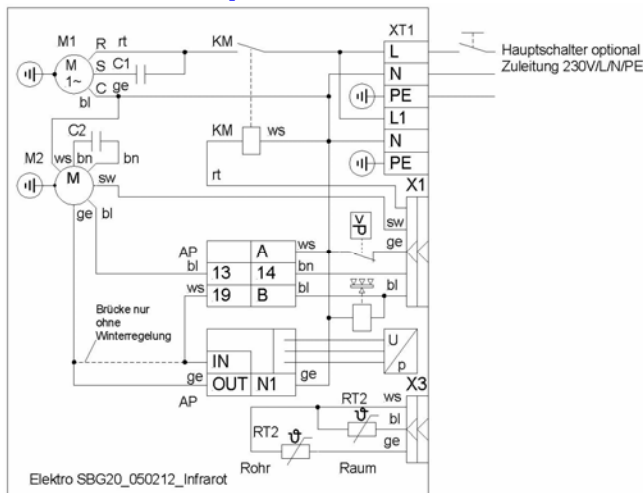 M1
R rt
S C1
C ge
bl
M
1~
KM
XT1
L
N
PE
L1
N
PE
Hauptschalter optional
Zuleitung 230V/L/N/PE
C2
M2
ws bn bn
M
sw
ge bl
KM ws
rt
X1
sw
ge
p
AP
A ws
bl 13 14 bn
ws 19 B bl
bl
Brücke nur
ohne
Winterregelung
IN
ge OUT N1 ge
AP
U
p
X3
RT2 ws
ϑ bl
RT2 ge
ϑ
Rohr Raum
Elektro SBG20_050212_Infrarot